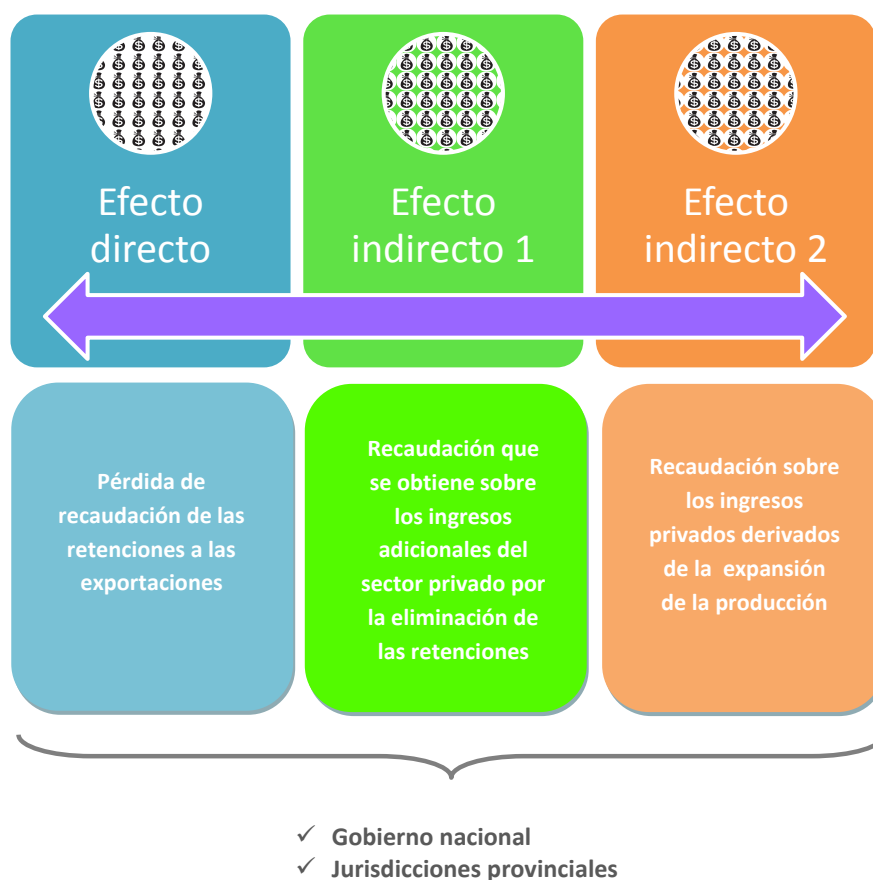 Efecto
directo
Efecto
indirecto 1
Efecto
indirecto 2
Pérdida de
recaudación de las
retenciones a las
exportaciones
Recaudación que
se obtiene sobre
los ingresos
adicionales del
sector privado por
la eliminación de
las retenciones
Recaudación sobre
los ingresos
privados derivados
de la expansión
de la producción
✓ Gobierno nacional
✓ Jurisdicciones provinciales